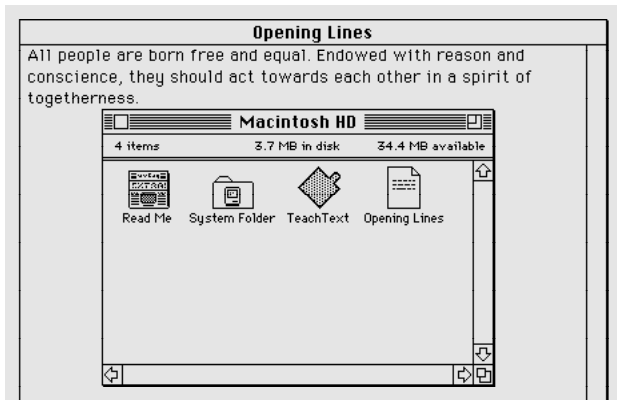 Opening Lines
All people are born free and equal. Endowed with reason and
conscience, they should act towards each other in a spirit of
togetherness.
Macintosh HD
4 items 3.7 MB in disk 34.4 MB available
EXTRA!
Read Me System Folder TeachText Opening Lines